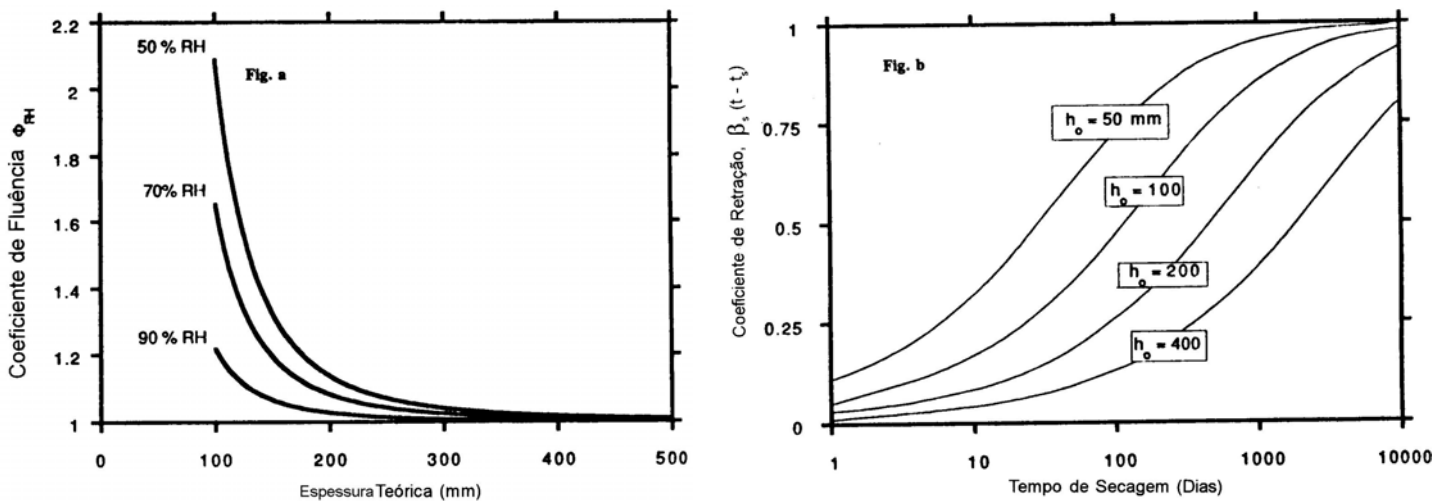 Coeficiente de Fluência Φ_RH
2.2
2
1.8
1.6
1.4
1.2
1
50 % RH
Fig. a
70% RH
90 % RH
0
100
200
300
400
500
Espessura Teórica (mm)
Coeficiente de Retração, β_s (t - t_s)
1
0.75
0.5
0.25
0
Fig. b
h_o = 50 mm
h_o = 100
h_o = 200
h_o = 400
1
10
100
1000
10000
Tempo de Secagem (Dias)